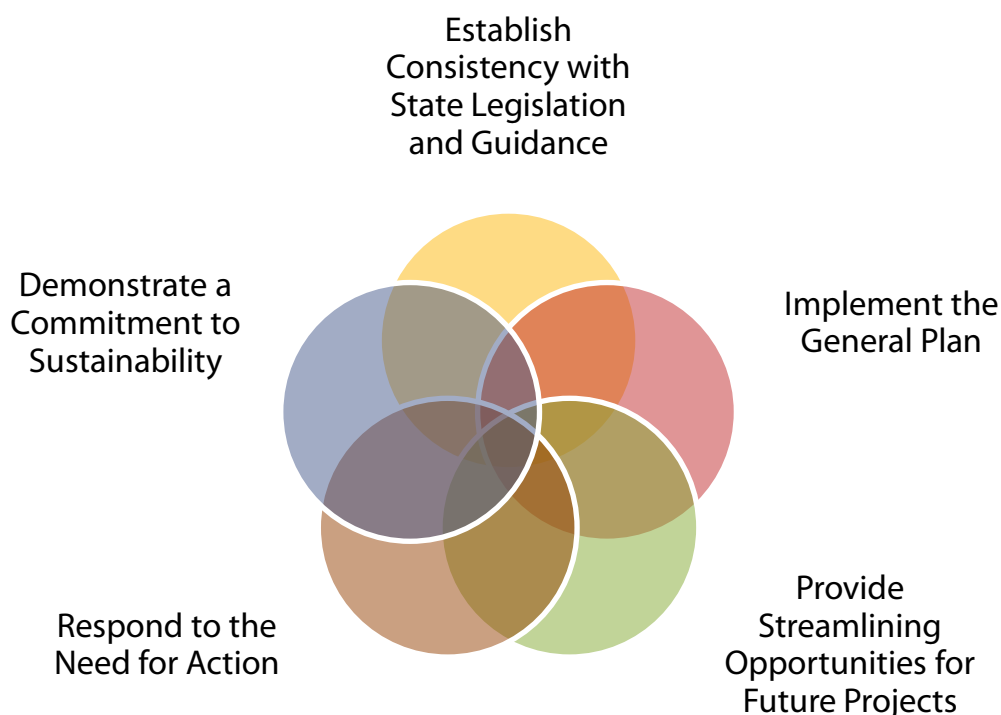 Establish
Consistency with
State Legislation
and Guidance
Demonstrate a
Commitment to
Sustainability
Implement the
General Plan
Respond to the
Need for Action
Provide
Streamlining
Opportunities for
Future Projects